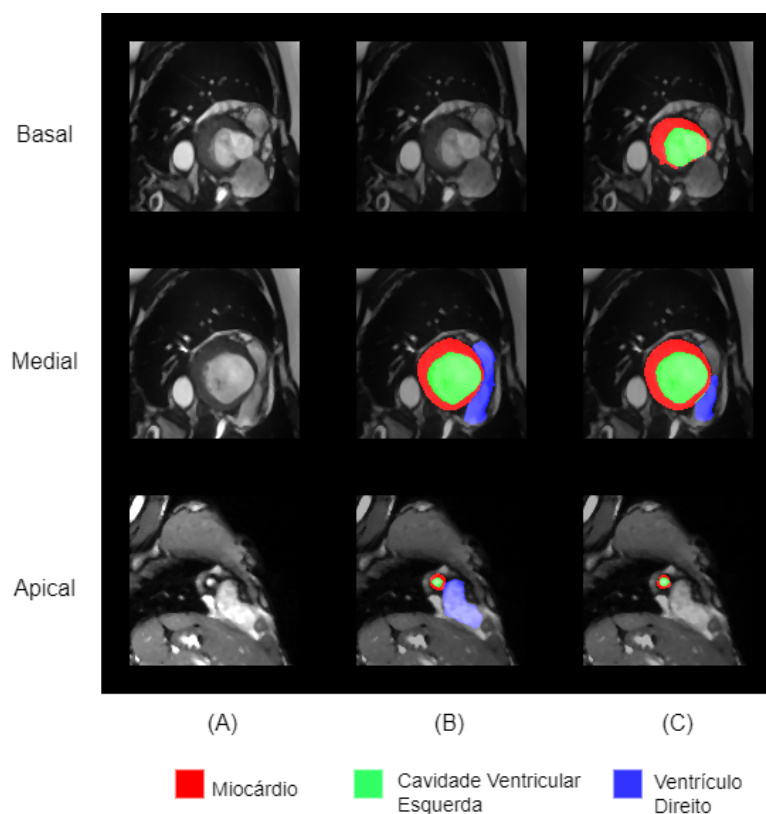 Basal
Medial
Apical
(A) (B) (C)
Miocárdio
Cavidade Ventricular
Esquerda
Ventrículo
Direito